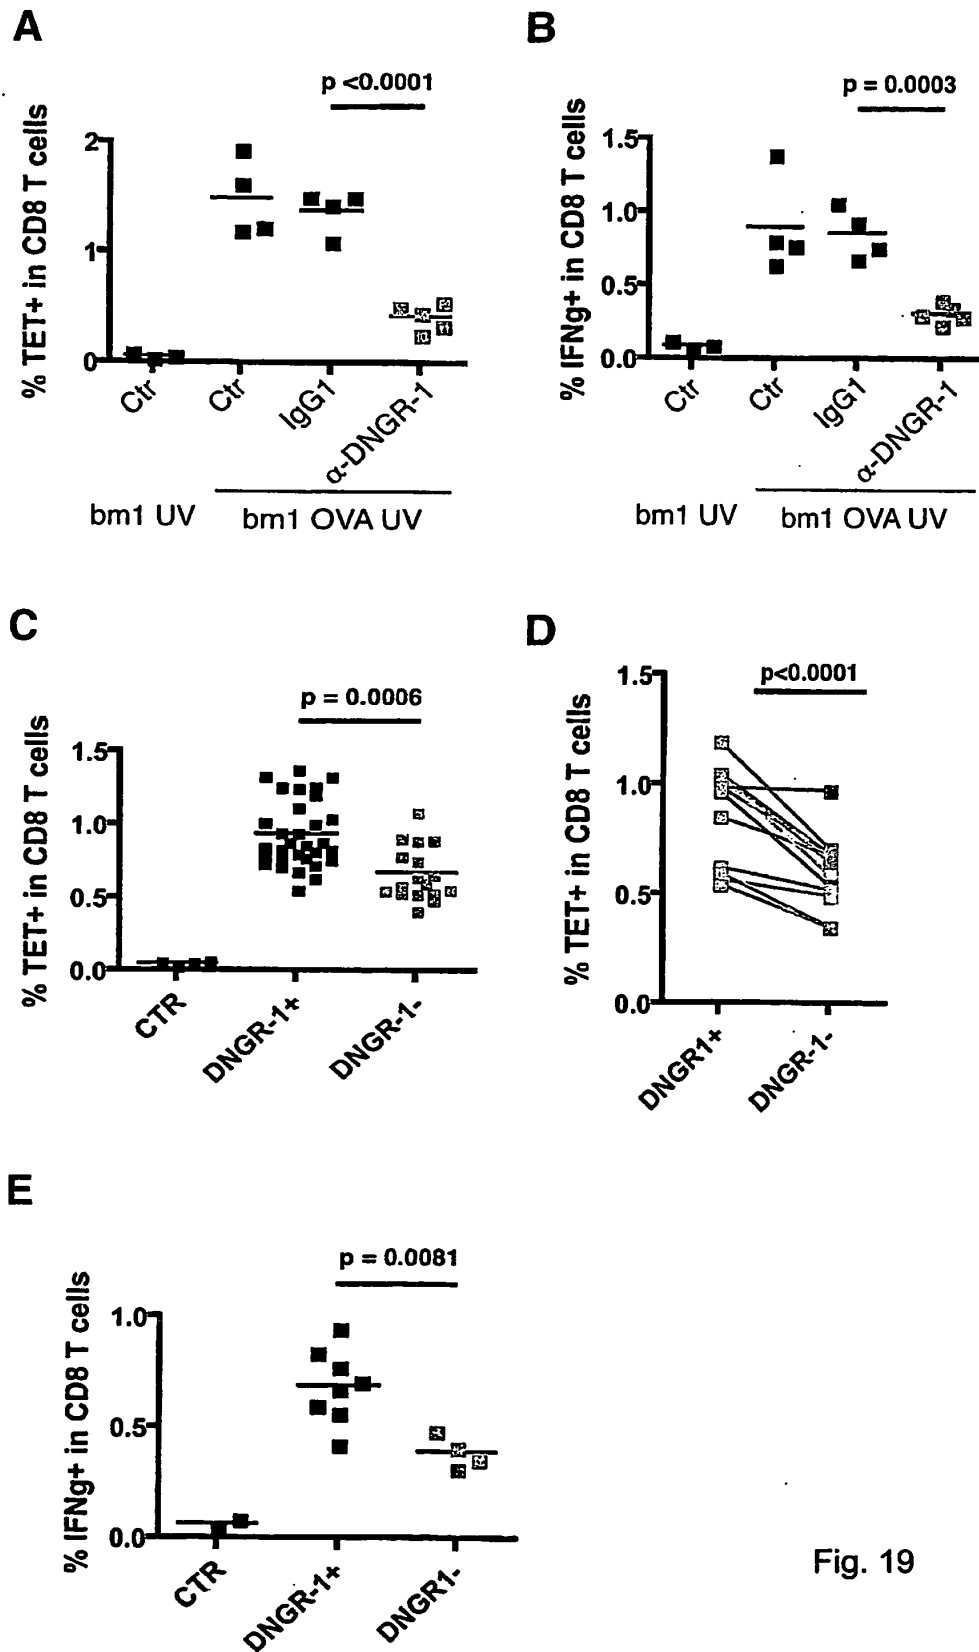 A
p <0.0001
% TET+ in CD8 T cells
2
1
0
Ctr
Ctr
IgG1
α-DNGR-1
bm1 UV
bm1 OVA UV
B
p = 0.0003
% IFNg+ in CD8 T cells
1.5
1.0
0.5
0.0
Ctr
Ctr
IgG1
α-DNGR-1
bm1 UV
bm1 OVA UV
C
p = 0.0006
% TET+ in CD8 T cells
1.5
1.0
0.5
0.0
CTR
DNGR-1+
DNGR-1-
D
p<0.0001
% TET+ in CD8 T cells
1.5
1.0
0.5
0.0
DNGR1+
DNGR-1-
E
p = 0.0081
% IFNg+ in CD8 T cells
1.0
0.5
0.0
CTR
DNGR-1+
DNGR1-
Fig. 19